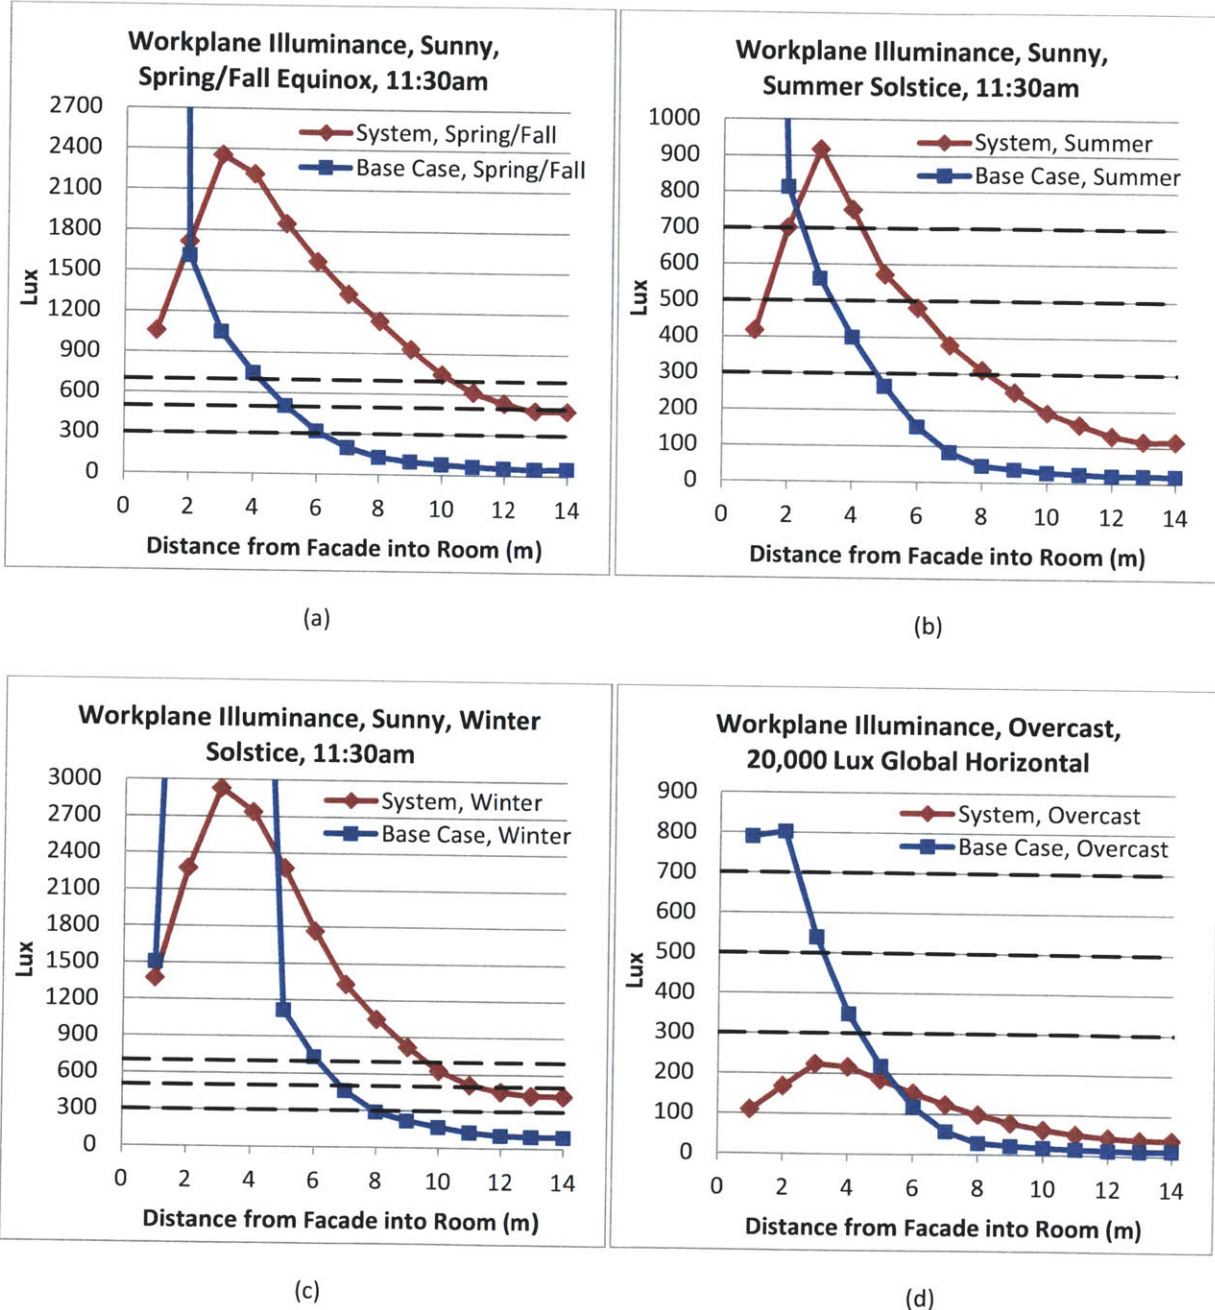 Workplane Illuminance, Sunny,
Spring/Fall Equinox, 11:30am
2700
2400
2100
1800
1500
1200
900
600
300
0
Lux
System, Spring/Fall
Base Case, Spring/Fall
0 2 4 6 8 10 12 14
Distance from Facade into Room (m)
(a)
Workplane Illuminance, Sunny,
Summer Solstice, 11:30am
1000
900
800
700
600
500
400
300
200
100
0
Lux
System, Summer
Base Case, Summer
0 2 4 6 8 10 12 14
Distance from Facade into Room (m)
(b)
Workplane Illuminance, Sunny, Winter
Solstice, 11:30am
3000
2700
2400
2100
1800
1500
1200
900
600
300
0
Lux
System, Winter
Base Case, Winter
0 2 4 6 8 10 12 14
Distance from Facade into Room (m)
(c)
Workplane Illuminance, Overcast,
20,000 Lux Global Horizontal
900
800
700
600
500
400
300
200
100
0
Lux
System, Overcast
Base Case, Overcast
0 2 4 6 8 10 12 14
Distance from Facade into Room (m)
(d)